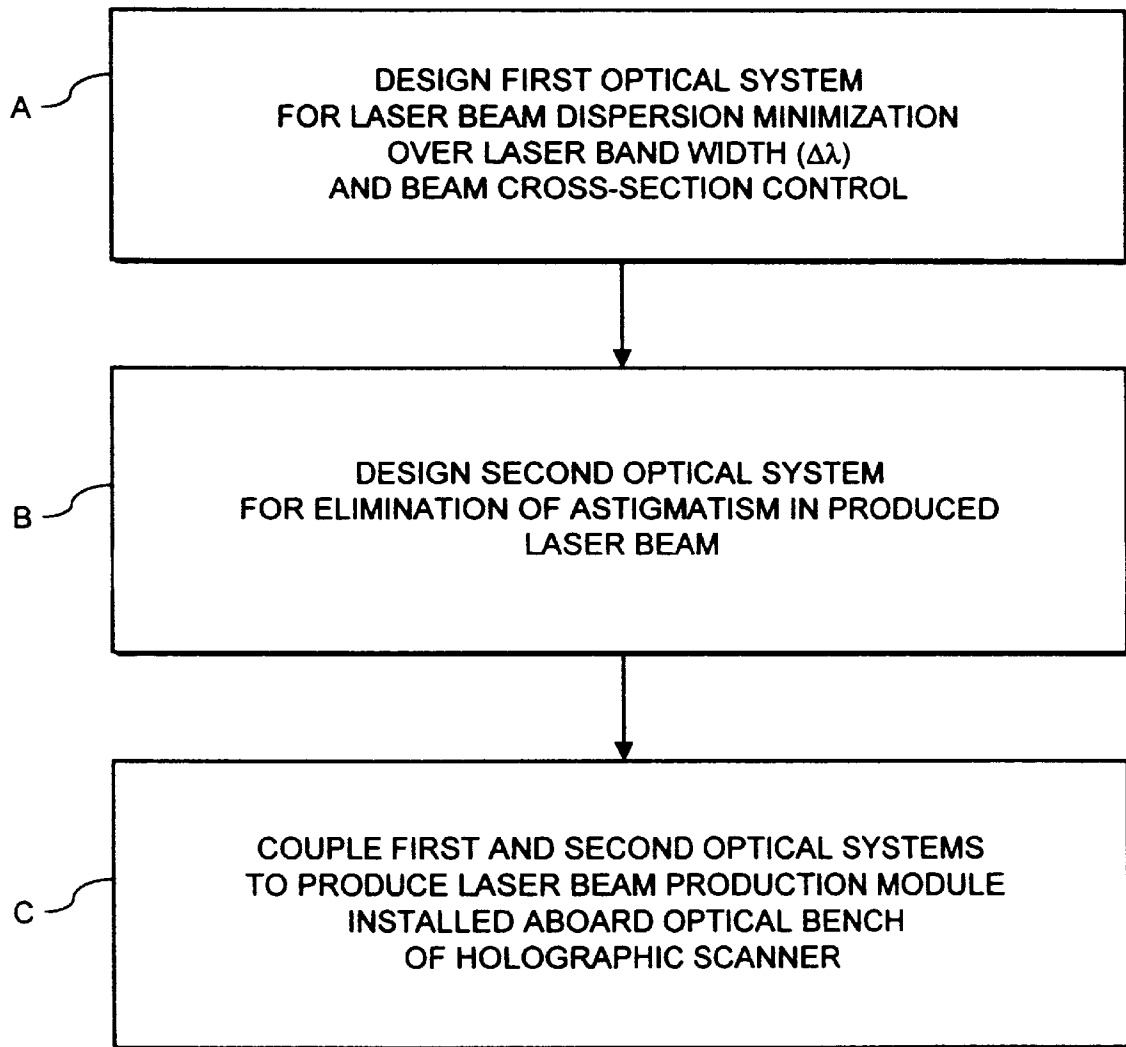 A
DESIGN FIRST OPTICAL SYSTEM
FOR LASER BEAM DISPERSION MINIMIZATION
OVER LASER BAND WIDTH (Δλ)
AND BEAM CROSS-SECTION CONTROL
B
DESIGN SECOND OPTICAL SYSTEM
FOR ELIMINATION OF ASTIGMATISM IN PRODUCED
LASER BEAM
C
COUPLE FIRST AND SECOND OPTICAL SYSTEMS
TO PRODUCE LASER BEAM PRODUCTION MODULE
INSTALLED ABOARD OPTICAL BENCH
OF HOLOGRAPHIC SCANNER